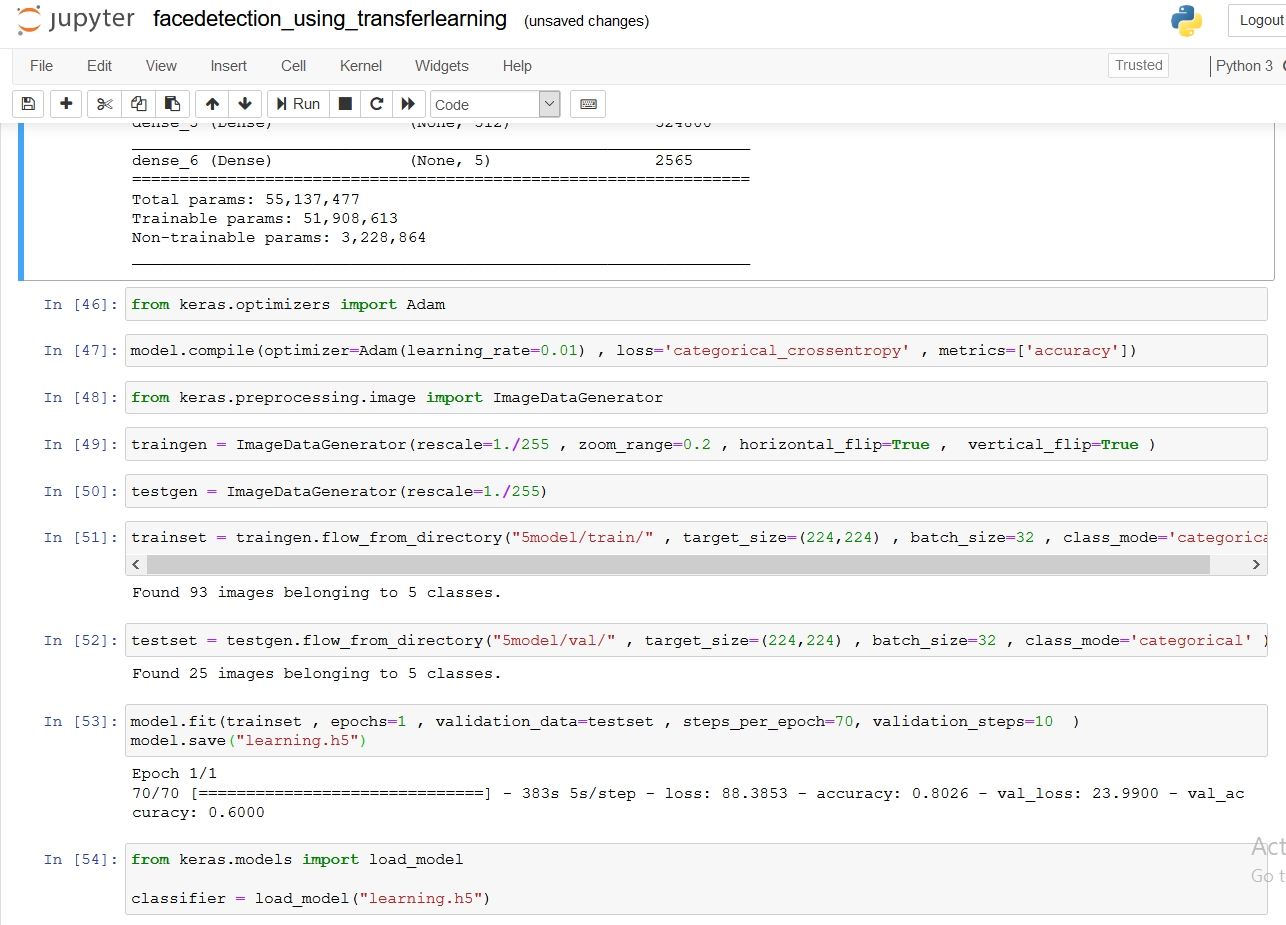 jupyter facedetection_using_transferlearning (unsaved changes) Logout
File Edit View Insert Cell Kernel Widgets Help Trusted Python 3
Run Code
dense_5 (Dense) (None, 512) 524800
dense_6 (Dense) (None, 5) 2565
=================================================================
Total params: 55,137,477
Trainable params: 51,908,613
Non-trainable params: 3,228,864
In [46]: from keras.optimizers import Adam
In [47]: model.compile(optimizer=Adam(learning_rate=0.01) , loss='categorical_crossentropy' , metrics=['accuracy'])
In [48]: from keras.preprocessing.image import ImageDataGenerator
In [49]: traingen = ImageDataGenerator(rescale=1./255 , zoom_range=0.2 , horizontal_flip=True ,  vertical_flip=True )
In [50]: testgen = ImageDataGenerator(rescale=1./255)
In [51]: trainset = traingen.flow_from_directory("5model/train/" , target_size=(224,224) , batch_size=32 , class_mode='categorica
Found 93 images belonging to 5 classes.
In [52]: testset = testgen.flow_from_directory("5model/val/" , target_size=(224,224) , batch_size=32 , class_mode='categorical' )
Found 25 images belonging to 5 classes.
In [53]: model.fit(trainset , epochs=1 , validation_data=testset , steps_per_epoch=70, validation_steps=10  )
model.save("learning.h5")
Epoch 1/1
70/70 [==============================] - 383s 5s/step - loss: 88.3853 - accuracy: 0.8026 - val_loss: 23.9900 - val_ac
curacy: 0.6000
In [54]: from keras.models import load_model
classifier = load_model("learning.h5")
Act
Go t